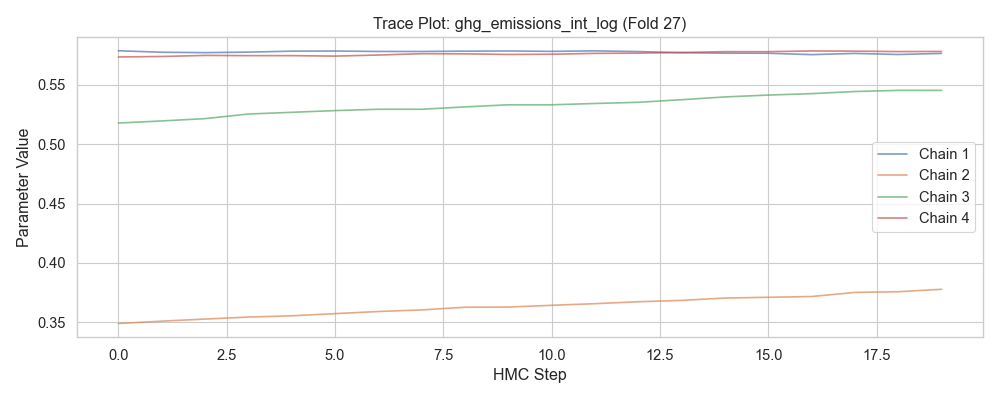 Trace Plot: ghg_emissions_int_log (Fold 27)
Parameter Value
0.55
0.50
0.45
0.40
0.35
Chain 1
Chain 2
Chain 3
Chain 4
0.0 2.5 5.0 7.5 10.0 12.5 15.0 17.5
HMC Step